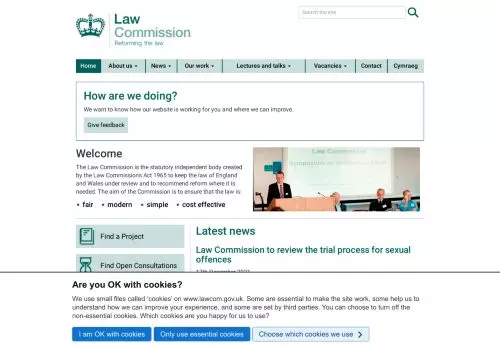 Law
Commission
Reforming the law
Search the site
Home
About us
News
Our work
Lectures and talks
Vacancies
Contact
Cymraeg
How are we doing?
We want to know how our website is working for you and where we can improve.
Give feedback
Welcome
The Law Commission is the statutory independent body created
by the Law Commissions Act 1965 to keep the law of England
and Wales under review and to recommend reform where it is
needed. The aim of the Commission is to ensure that the law is:
• fair • modern • simple • cost effective
Law Commission
Find a Project
Find Open Consultations
Latest news
Law Commission to review the trial process for sexual
offences
Are you OK with cookies?
We use small files called 'cookies' on www.lawcom.gov.uk. Some are essential to make the site work, some help us to
understand how we can improve your experience, and some are set by third parties. You can choose to turn off the
non-essential cookies. Which cookies are you happy for us to use?
I am OK with cookies
Only use essential cookies
Choose which cookies we use